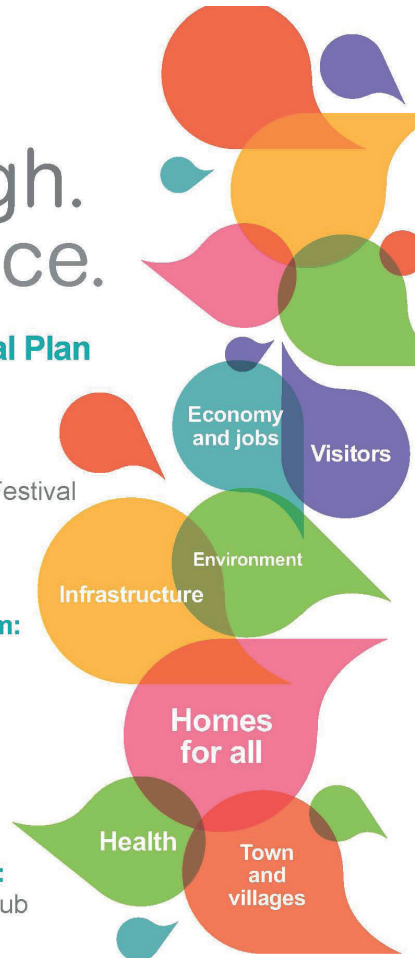 gh.
ce.
al Plan
Economy
and jobs
Visitors
Festival
Environment
Infrastructure
m:
Homes
for all
Health
Town
and
villages
:
ub